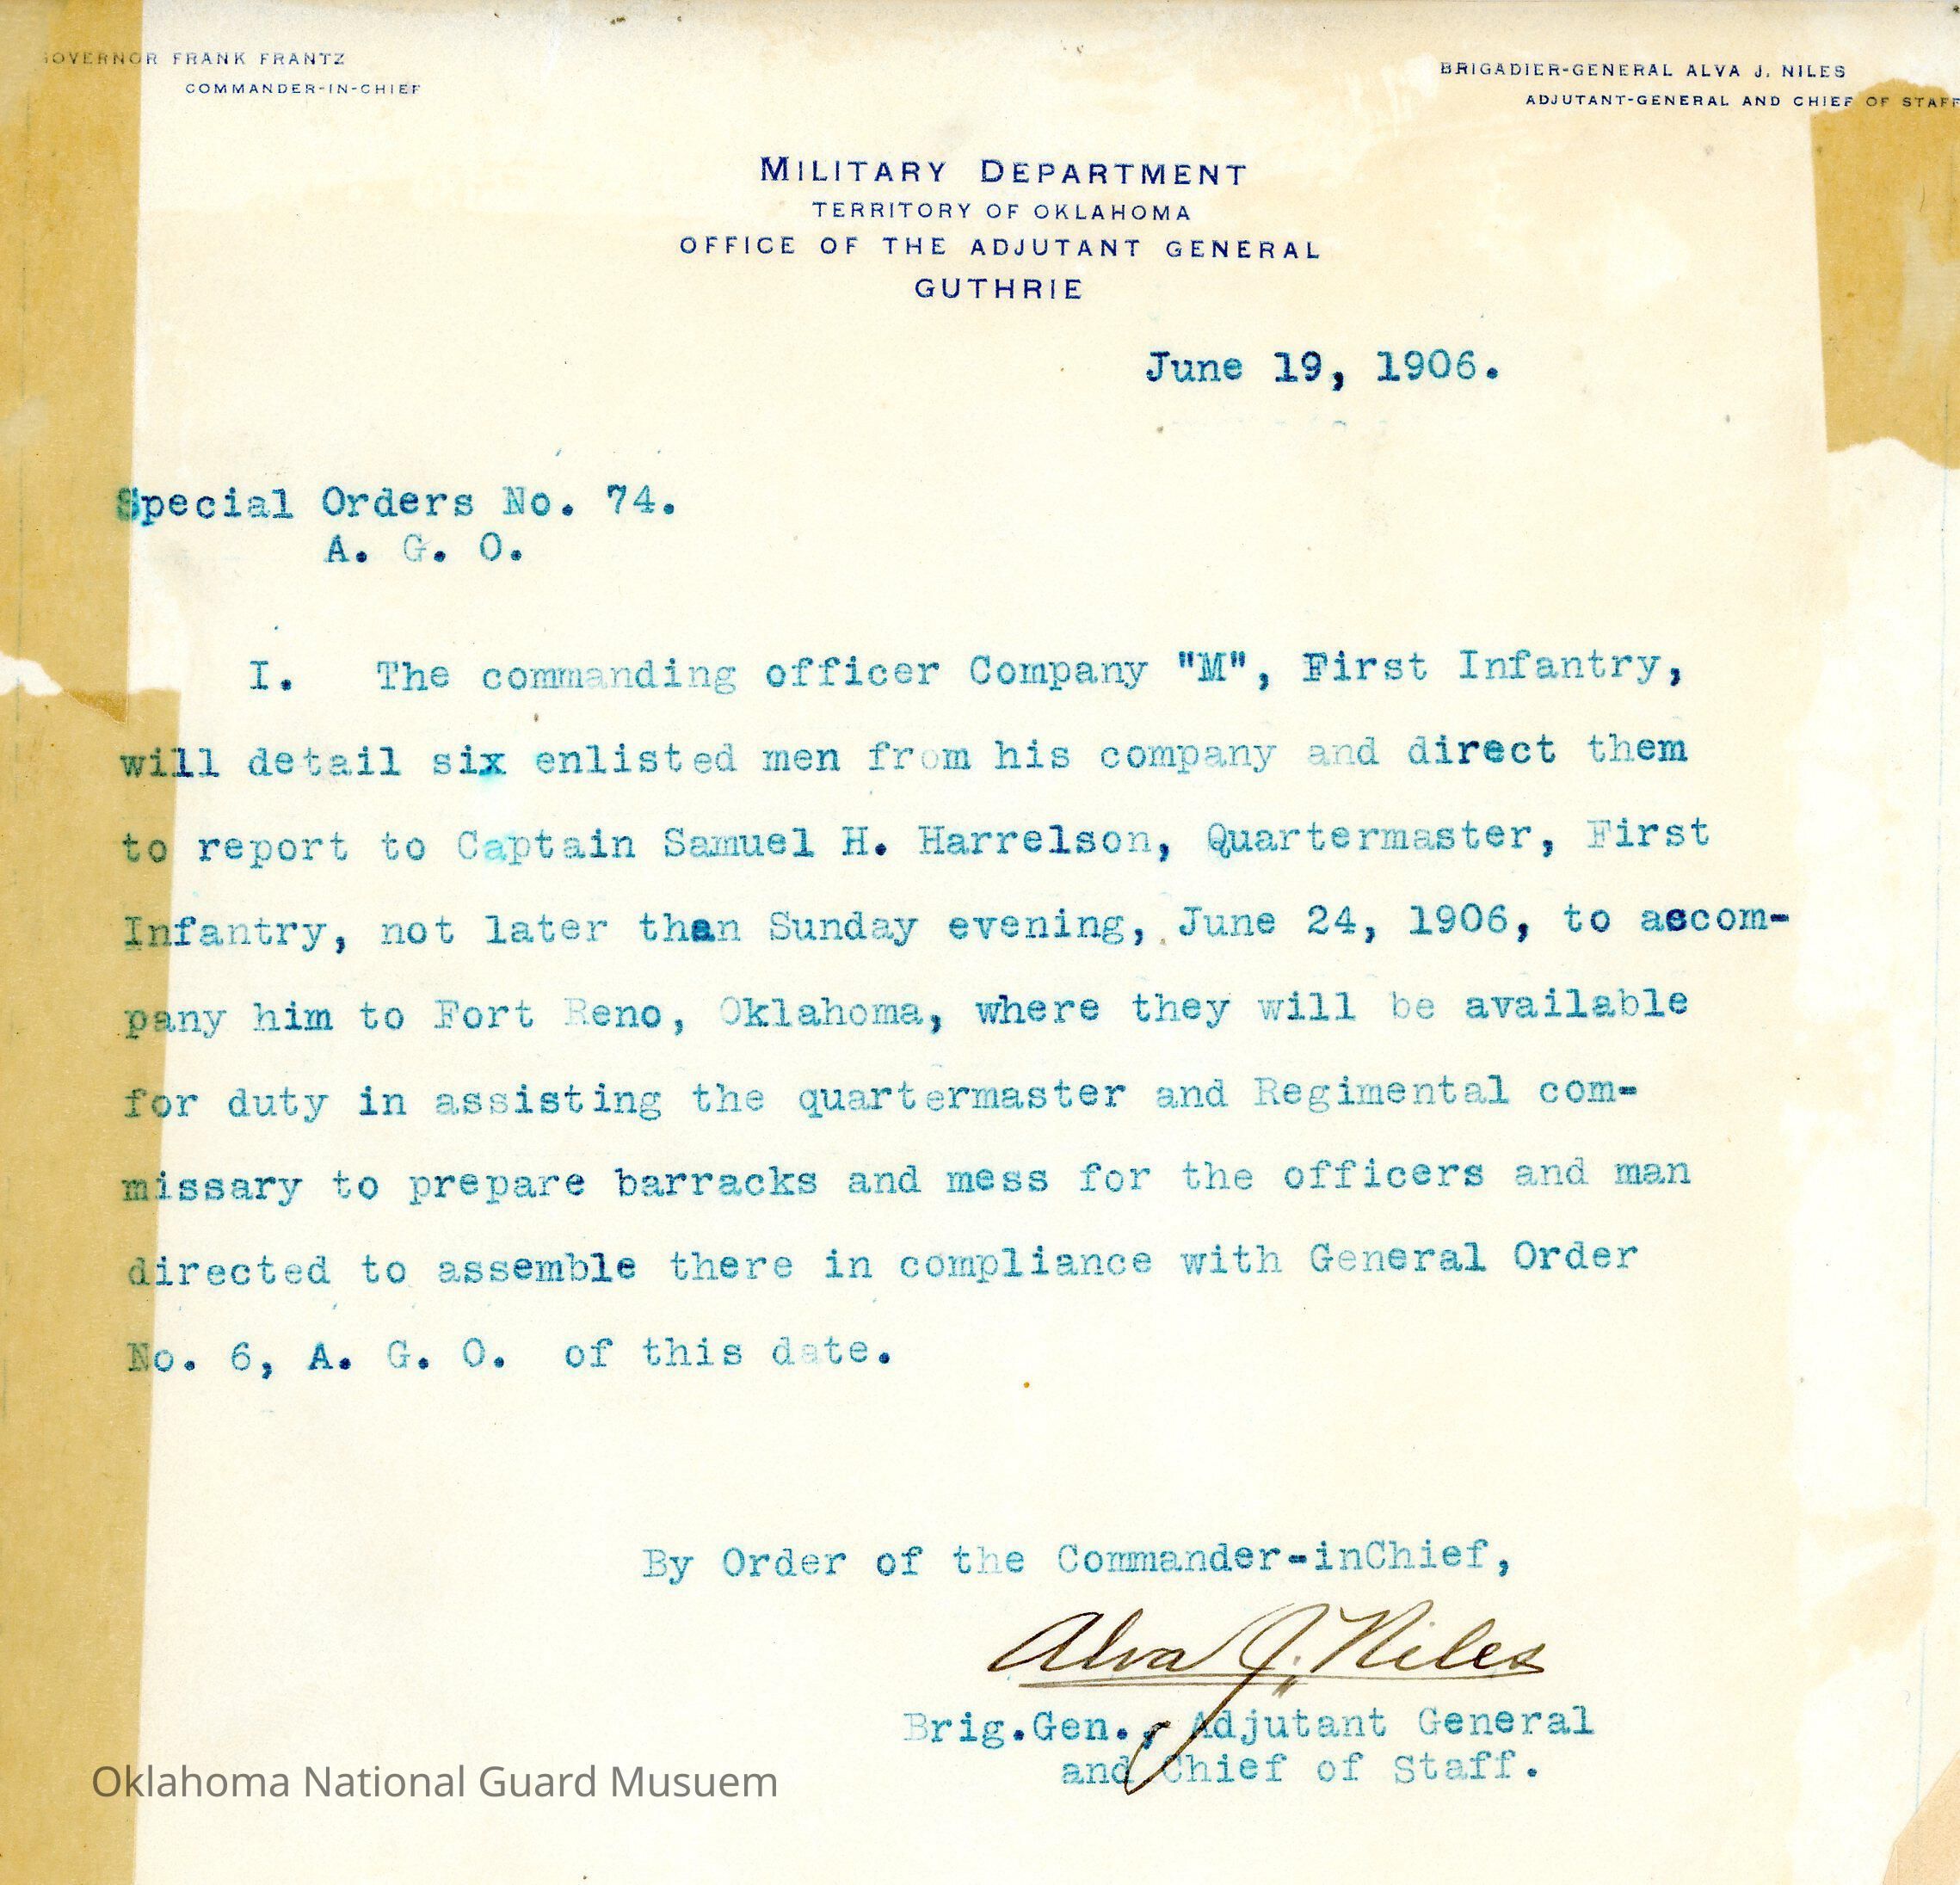 GOVERNOR FRANK FRANTZ
COMMANDER-IN-CHIEF
BRIGADIER-GENERAL ALVA J. NILES
ADJUTANT-GENERAL AND CHIEF OF STAFF
MILITARY DEPARTMENT
TERRITORY OF OKLAHOMA
OFFICE OF THE ADJUTANT GENERAL
GUTHRIE
June 19, 1906.
Special Orders No. 74.
A. G. O.
I. The commanding officer Company "M", First Infantry,
will detail six enlisted men from his company and direct them
to report to Captain Samuel H. Harrelson, Quartermaster, First
Infantry, not later than Sunday evening, June 24, 1906, to accom-
pany him to Fort Reno, Oklahoma, where they will be available
for duty in assisting the quartermaster and Regimental com-
missary to prepare barracks and mess for the officers and man
directed to assemble there in compliance with General Order
No. 6, A. G. O. of this date.
By Order of the Commander-inChief,
Alva J. Niles
Brig.Gen., Adjutant General
and Chief of Staff.
Oklahoma National Guard Musuem